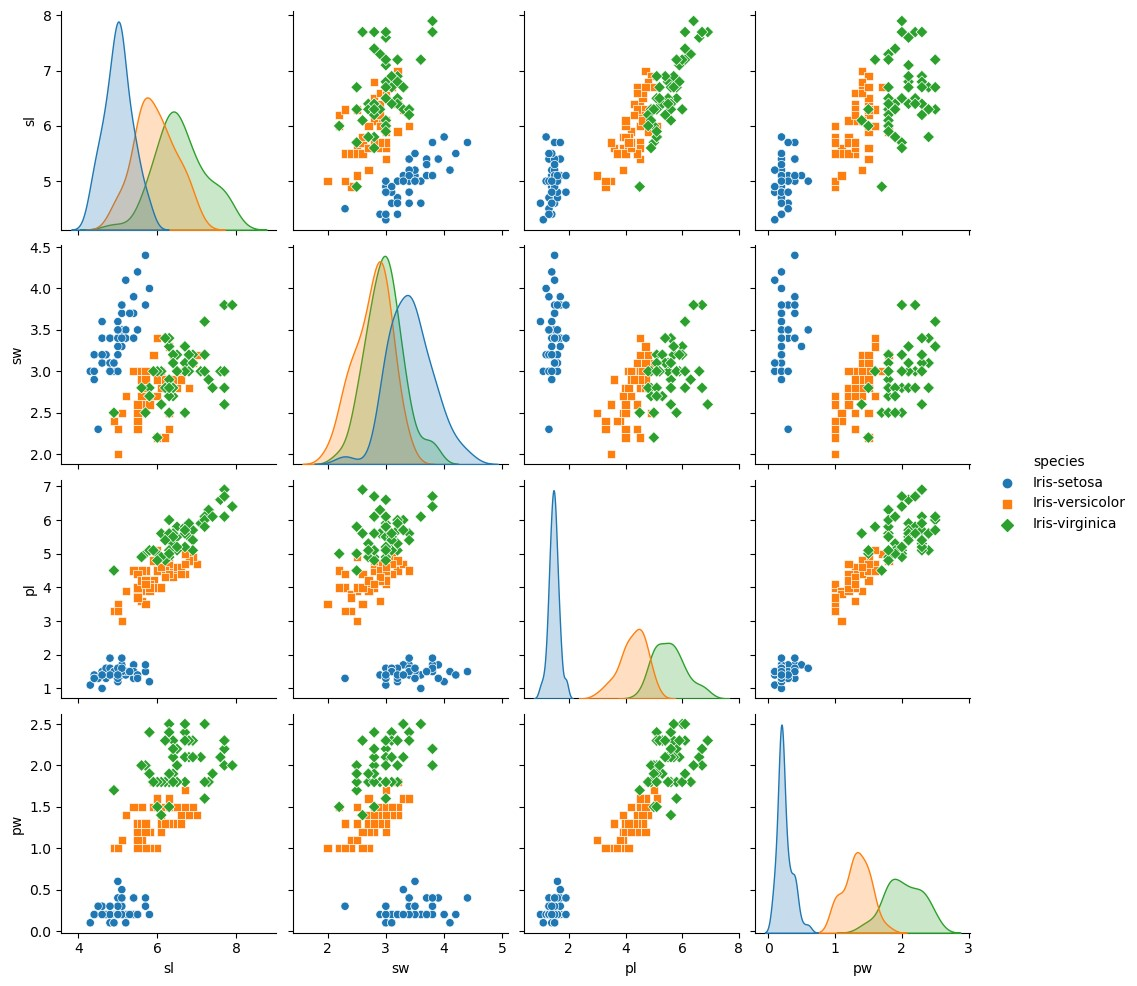 8
7
6
5
sl
4.5
4.0
3.5
3.0
2.5
2.0
sw
species
Iris-setosa
Iris-versicolor
Iris-virginica
7
6
5
4
3
2
1
pl
2.5
2.0
1.5
1.0
0.5
0.0
pw
4 6 8
2 3 4 5
2 4 6 8
0 1 2 3
sl sw pl pw